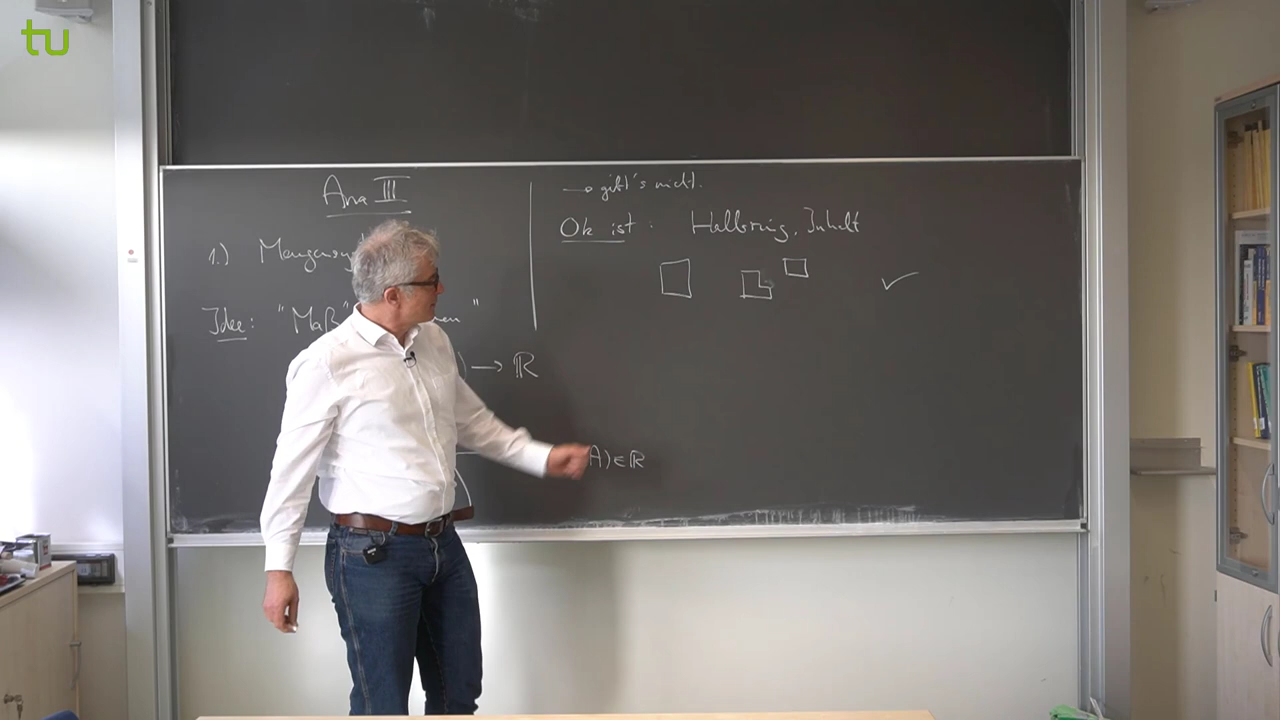 tu
Ana III
1.)
Idee: "Maß"
) → ℝ
A) ∈ ℝ
→ gibt's nicht.
Ok ist: Halbring, Inhalt